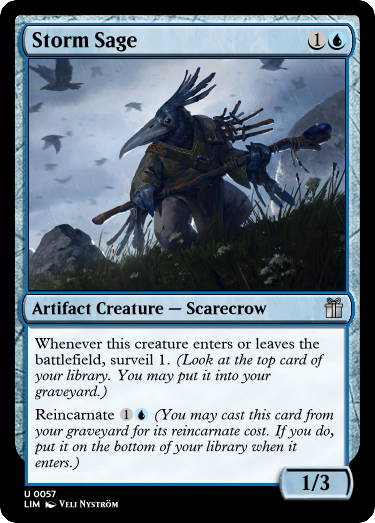 Storm Sage 1
Artifact Creature — Scarecrow
Whenever this creature enters or leaves the
battlefield, surveil 1. (Look at the top card of
your library. You may put it into your
graveyard.)
Reincarnate 1 (You may cast this card from
your graveyard for its reincarnate cost. If you do,
put it on the bottom of your library when it
enters.)
1/3
U 0057
LIM Veli Nyström